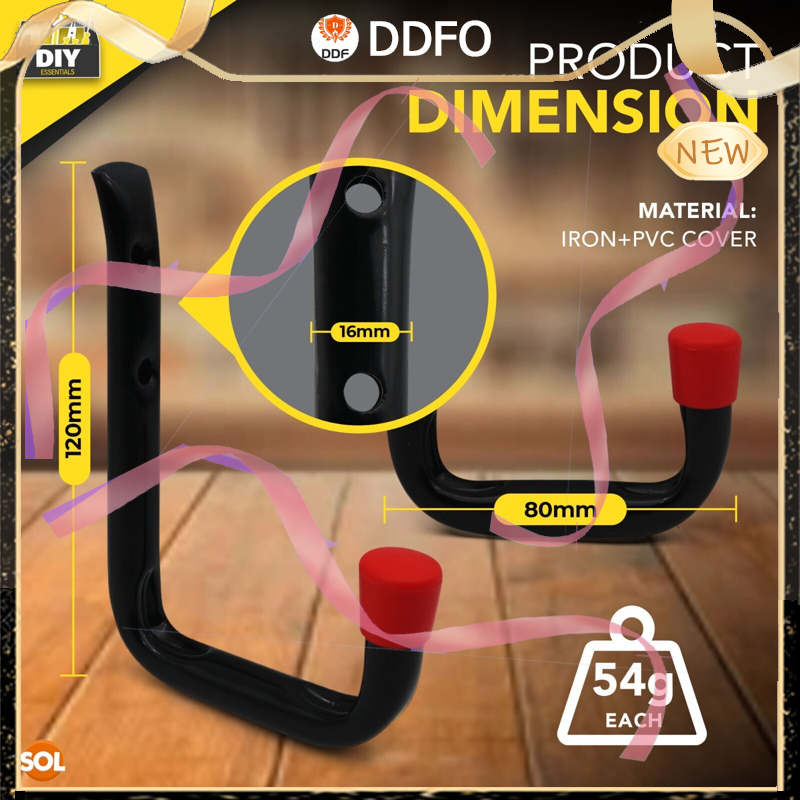 DIY
ESSENTIALS
DDF
DDFO
PRODUCT
DIMENSION
NEW
MATERIAL:
IRON+PVC COVER
16mm
120mm
80mm
54g
EACH
SOL